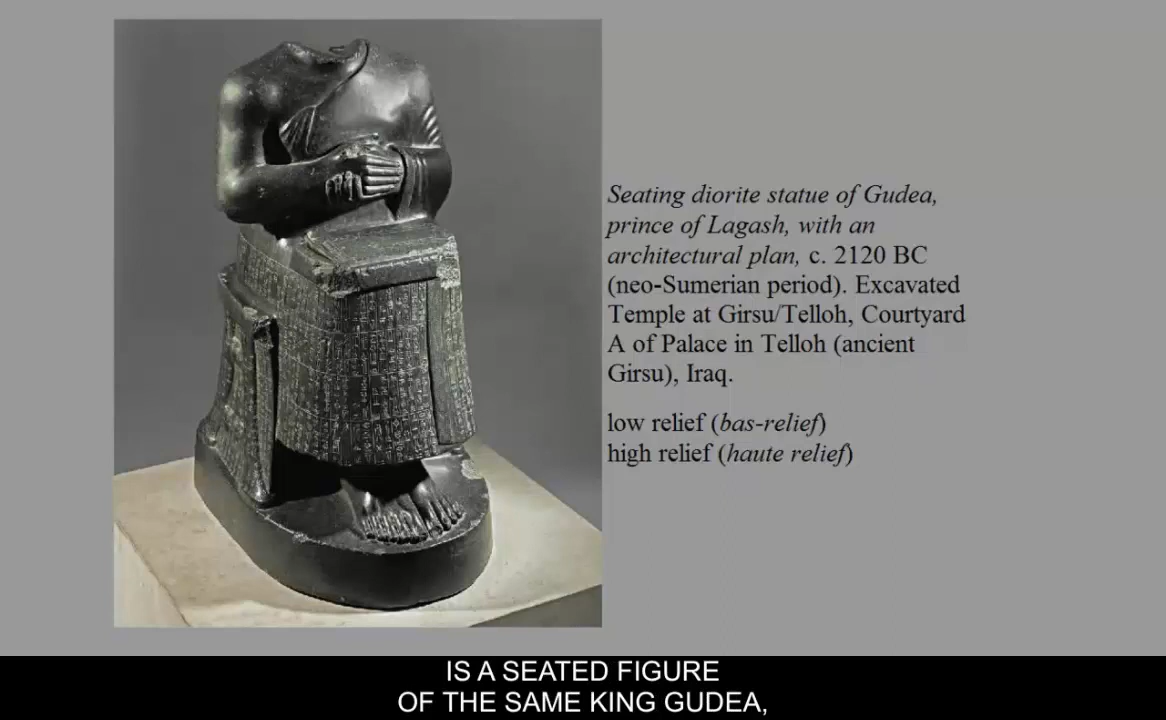 Seating diorite statue of Gudea,
prince of Lagash, with an
architectural plan, c. 2120 BC
(neo-Sumerian period). Excavated
Temple at Girsu/Telloh, Courtyard
A of Palace in Telloh (ancient
Girsu), Iraq.
low relief (bas-relief)
high relief (haute relief)
IS A SEATED FIGURE
OF THE SAME KING GUDEA,